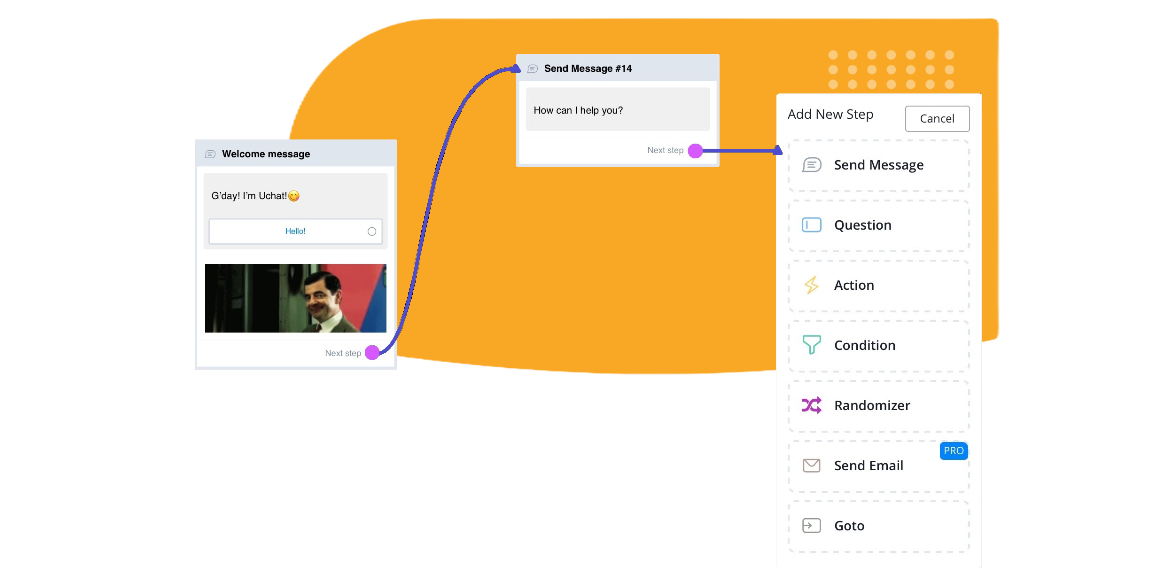 Welcome message
G'day! I'm Uchat!😋
Hello!
Next step
Send Message #14
How can I help you?
Next step
Add New Step
Cancel
Send Message
Question
Action
Condition
Randomizer
PRO
Send Email
Goto